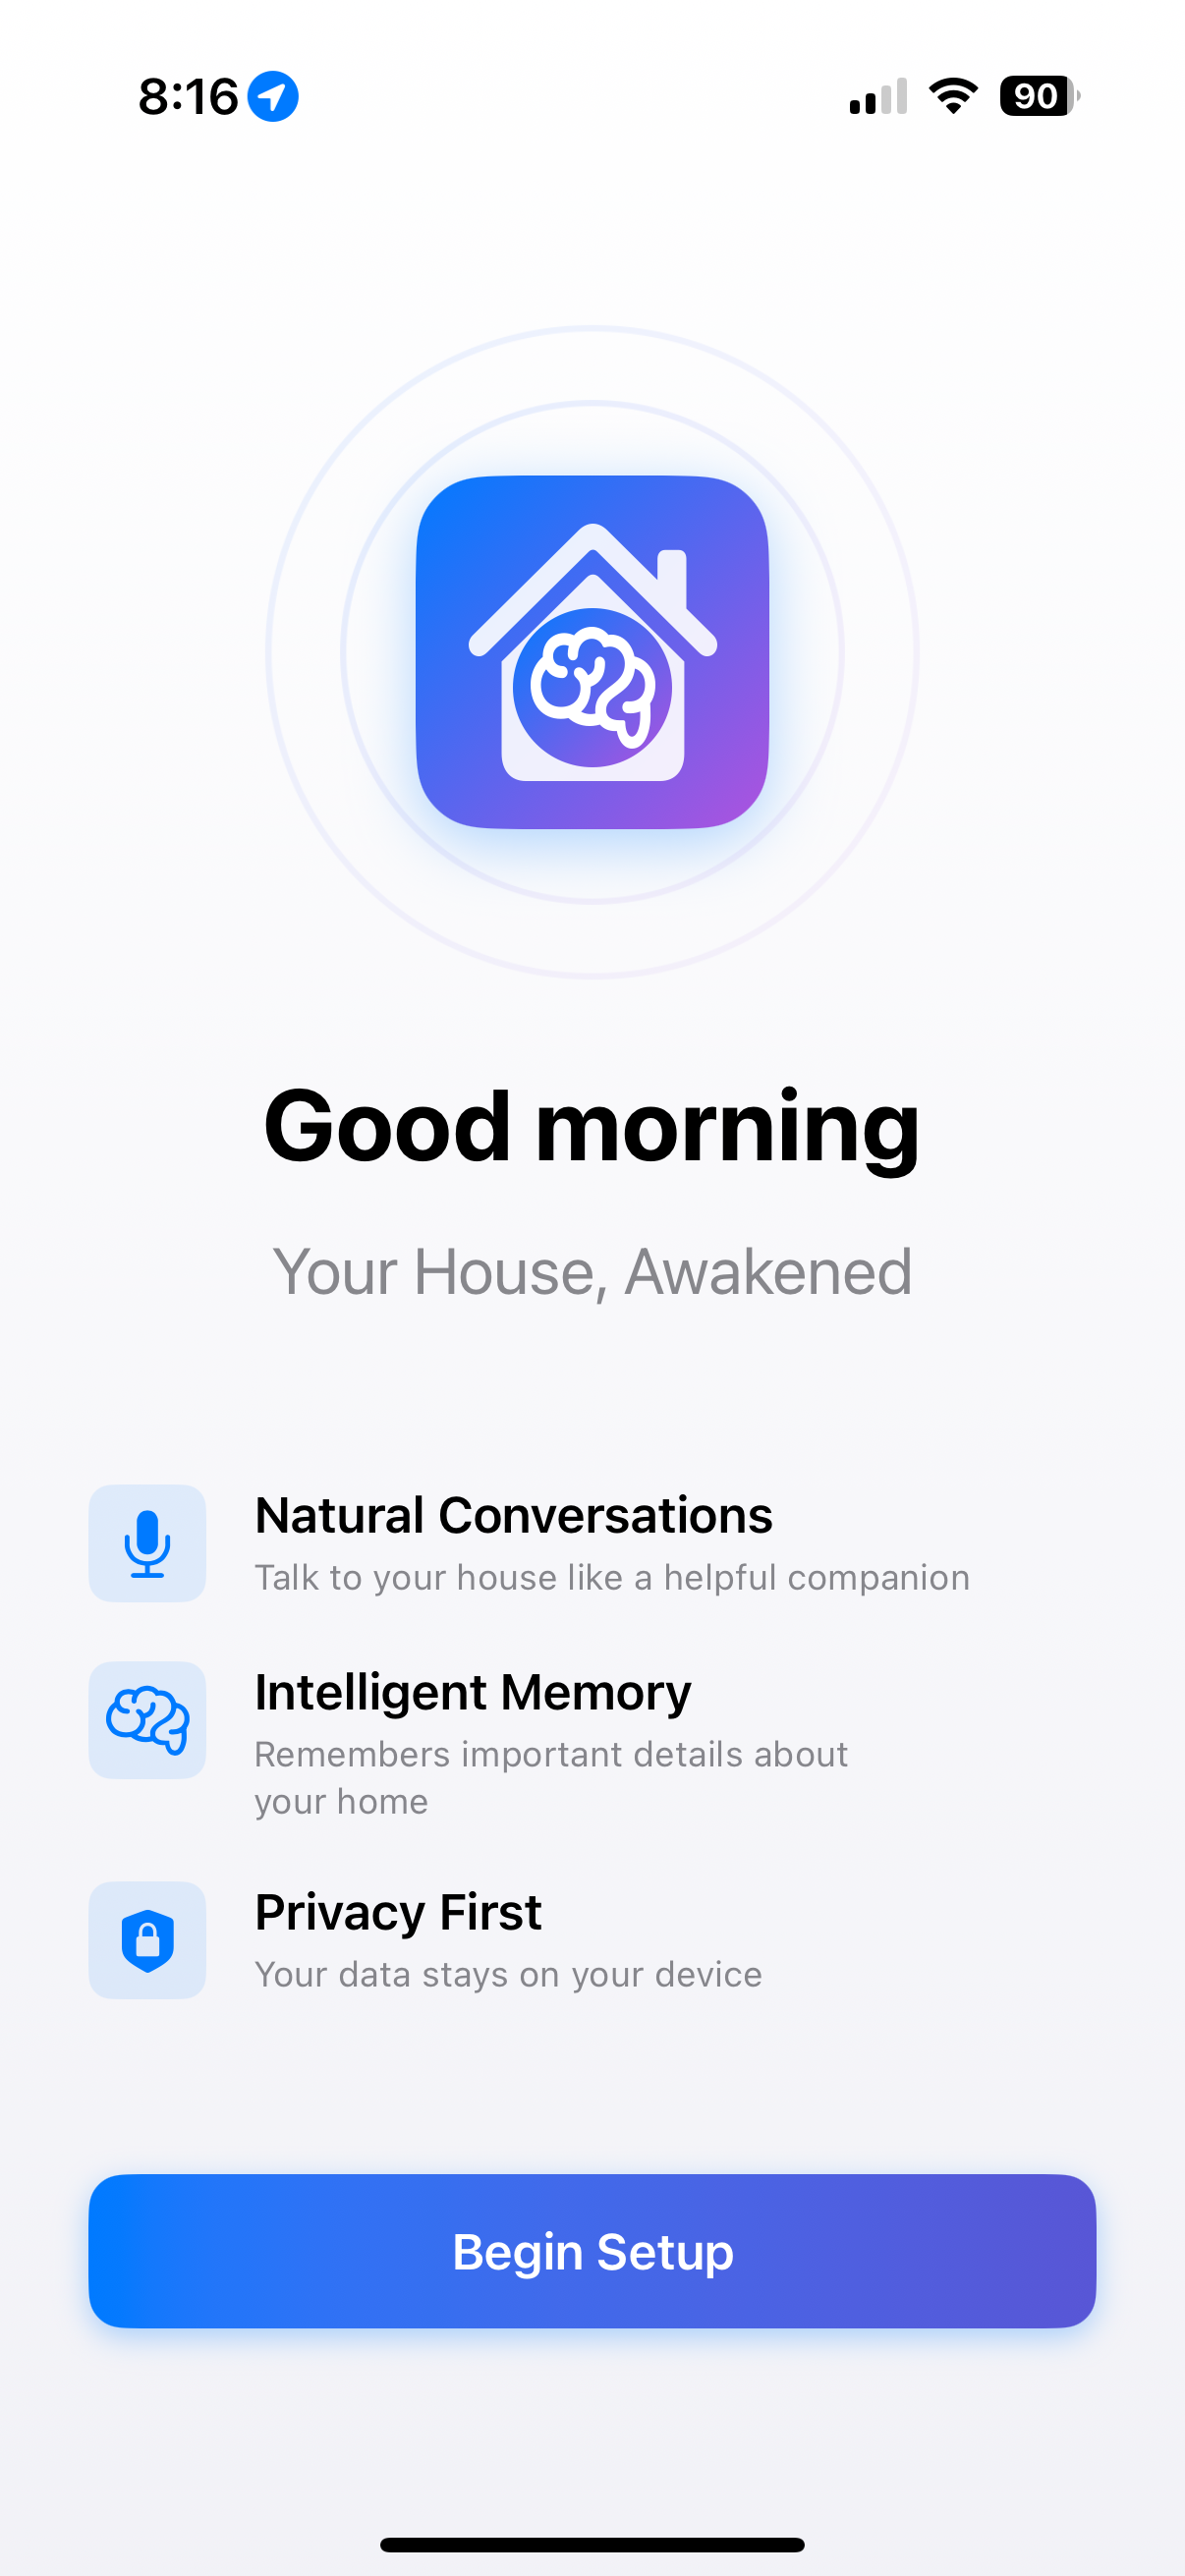 8:16
90
Good morning
Your House, Awakened
Natural Conversations
Talk to your house like a helpful companion
Intelligent Memory
Remembers important details about
your home
Privacy First
Your data stays on your device
Begin Setup